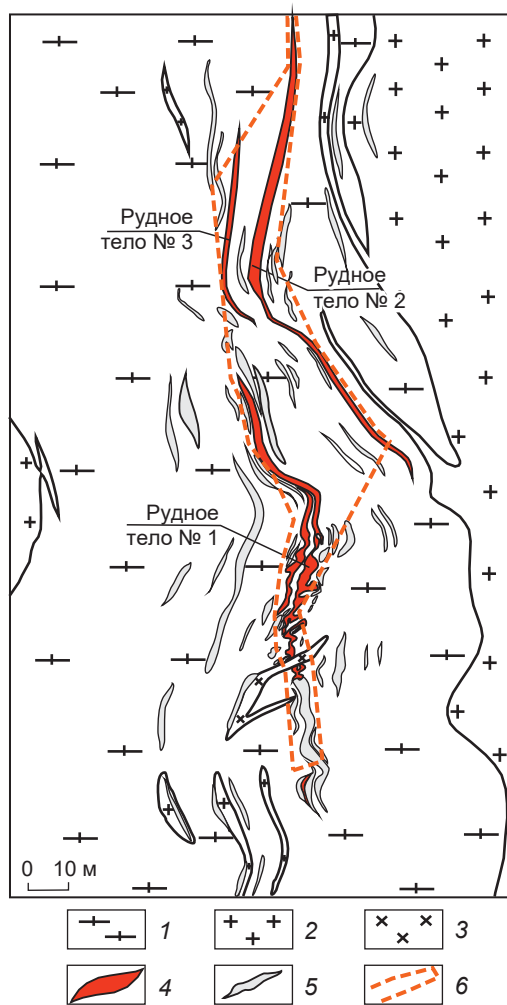 Рудное
тело № 3
Рудное
тело № 2
Рудное
тело № 1
0 10 м
1 2 3
4 5 6